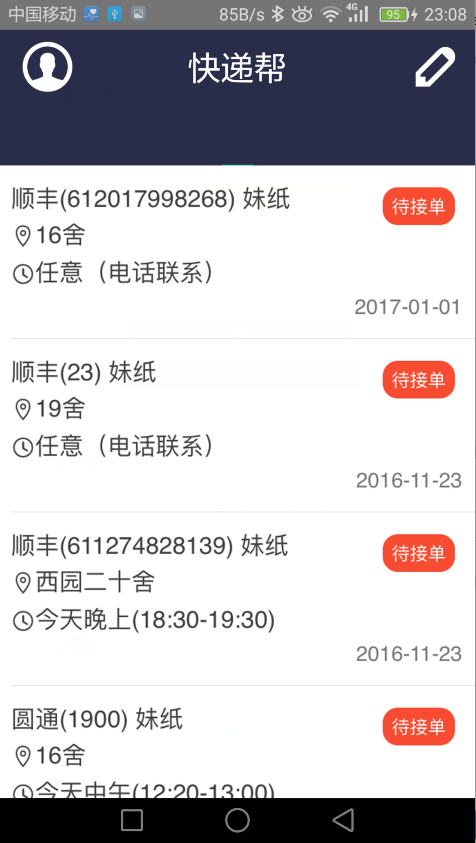 中国移动 85B/s 4G 95 23:08
快递帮
顺丰(612017998268) 妹纸
待接单
16舍
任意（电话联系）
2017-01-01
顺丰(23) 妹纸
待接单
19舍
任意（电话联系）
2016-11-23
顺丰(611274828139) 妹纸
待接单
西园二十舍
今天晚上(18:30-19:30)
2016-11-23
圆通(1900) 妹纸
待接单
16舍
今天中午(12:20-13:00)